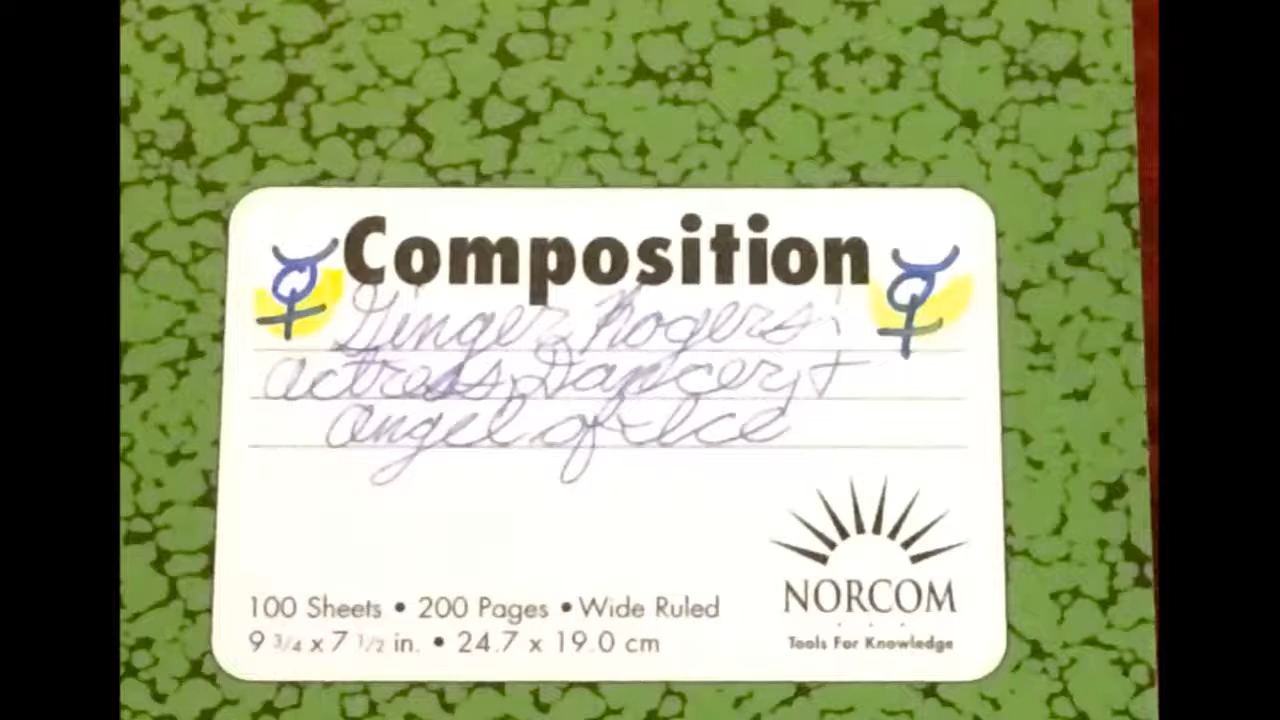 Composition
Ginger Rogers'
actress, Dancer, +
Angel of Ice
NORCOM
100 Sheets • 200 Pages • Wide Ruled
9 3/4 x 7 1/2 in. • 24.7 x 19.0 cm
Tools For Knowledge